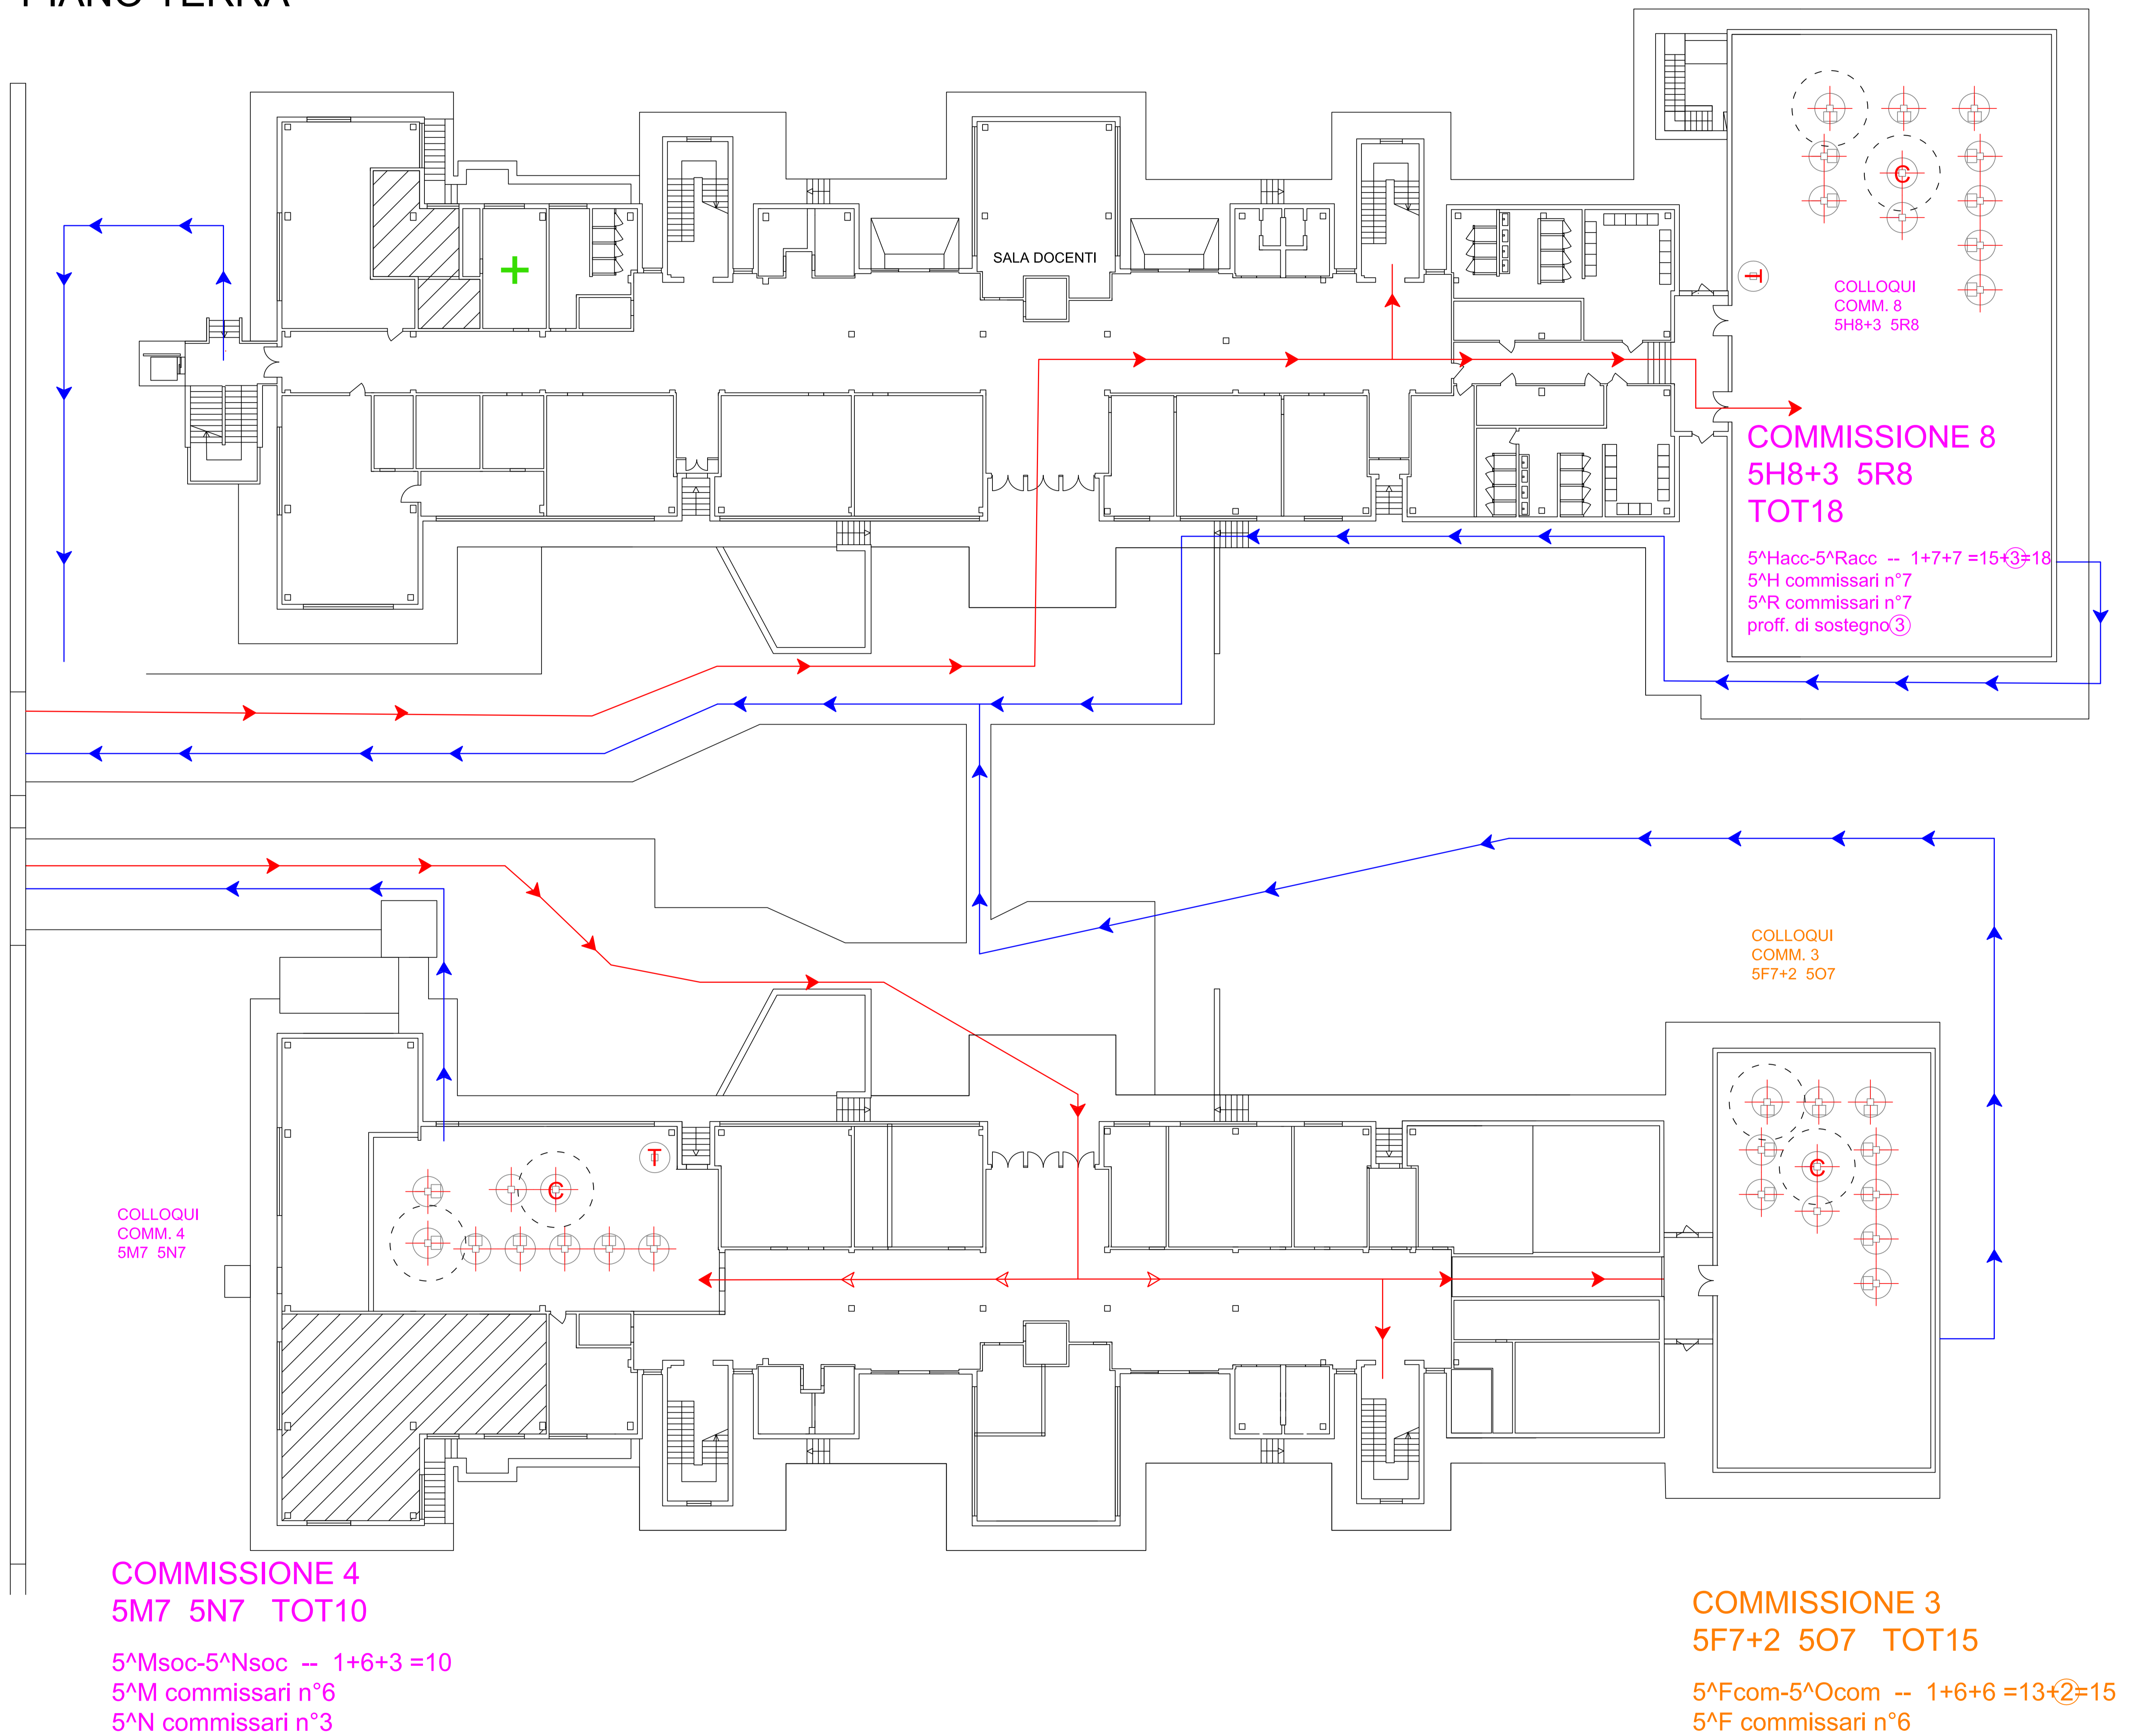 PIANO TERRA
SALA DOCENTI
C
T
COLLOQUI
COMM. 8
5H8+3 5R8
COMMISSIONE 8
5H8+3 5R8
TOT18
5^Hacc-5^Racc -- 1+7+7 =15+3=18
5^H commissari n°7
5^R commissari n°7
proff. di sostegno 3
COLLOQUI
COMM. 3
5F7+2 5O7
T
C
C
COLLOQUI
COMM. 4
5M7 5N7
COMMISSIONE 4
5M7 5N7 TOT10
5^Msoc-5^Nsoc -- 1+6+3 =10
5^M commissari n°6
5^N commissari n°3
COMMISSIONE 3
5F7+2 5O7 TOT15
5^Fcom-5^Ocom -- 1+6+6 =13+2=15
5^F commissari n°6